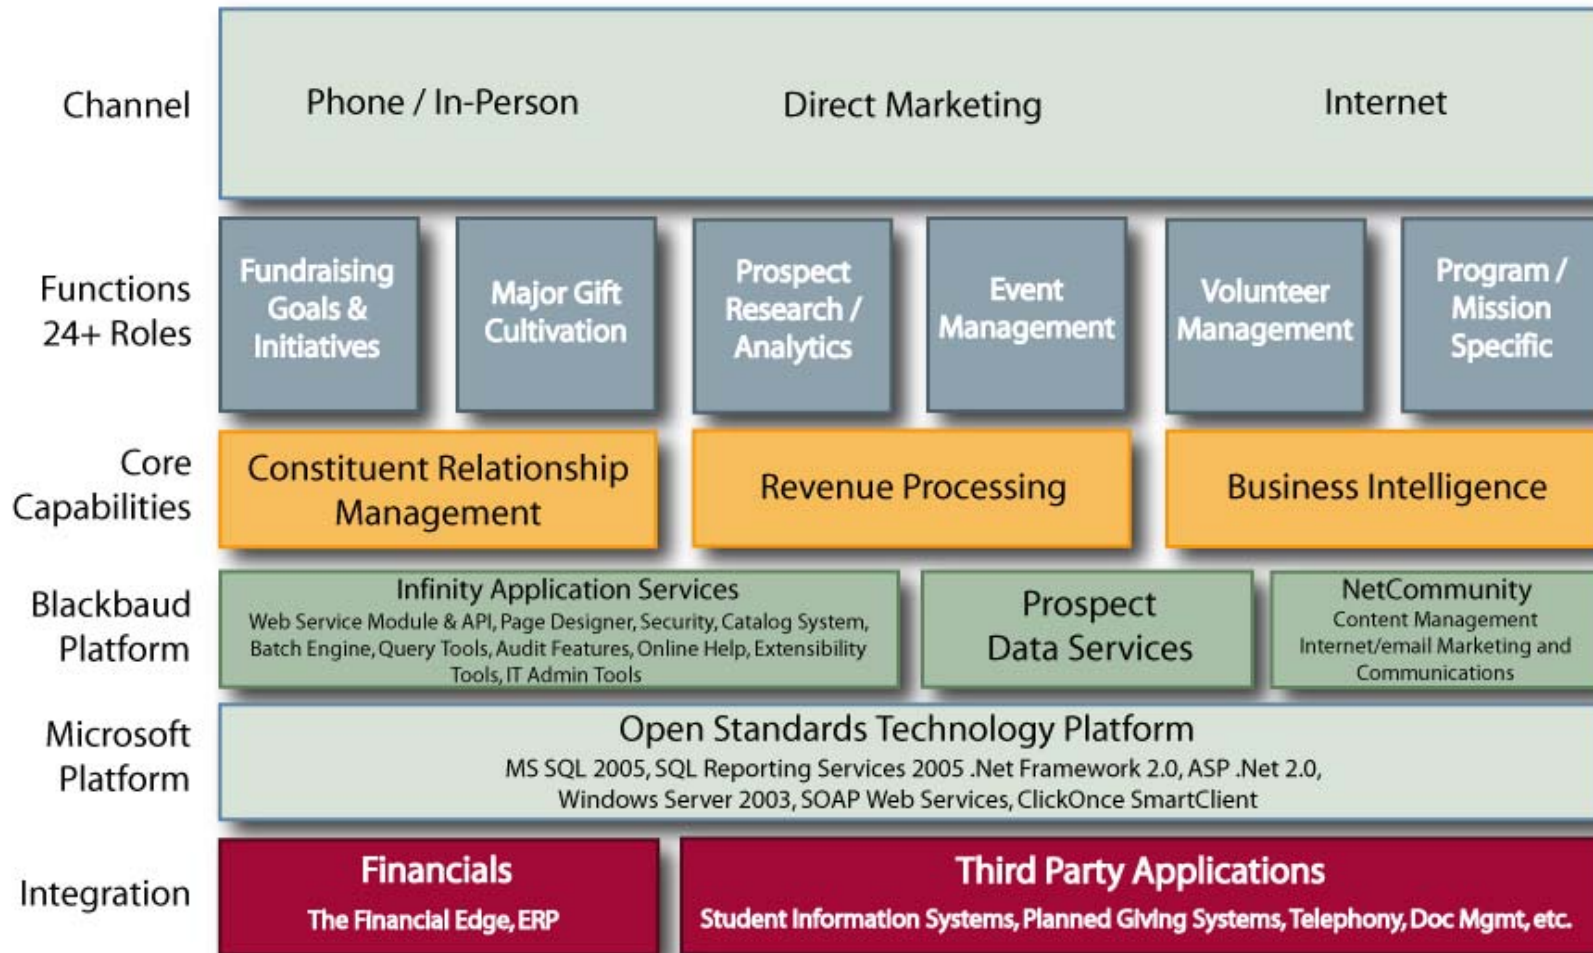 Channel
Phone / In-Person
Direct Marketing
Internet
Functions
24+ Roles
Fundraising
Goals &
Initiatives
Major Gift
Cultivation
Prospect
Research /
Analytics
Event
Management
Volunteer
Management
Program /
Mission
Specific
Core
Capabilities
Constituent Relationship
Management
Revenue Processing
Business Intelligence
Blackbaud
Platform
Infinity Application Services
Web Service Module & API, Page Designer, Security, Catalog System,
Batch Engine, Query Tools, Audit Features, Online Help, Extensibility
Tools, IT Admin Tools
Prospect
Data Services
NetCommunity
Content Management
Internet/email Marketing and
Communications
Microsoft
Platform
Open Standards Technology Platform
MS SQL 2005, SQL Reporting Services 2005 .Net Framework 2.0, ASP .Net 2.0,
Windows Server 2003, SOAP Web Services, ClickOnce SmartClient
Integration
Financials
The Financial Edge, ERP
Third Party Applications
Student Information Systems, Planned Giving Systems, Telephony, Doc Mgmt, etc.